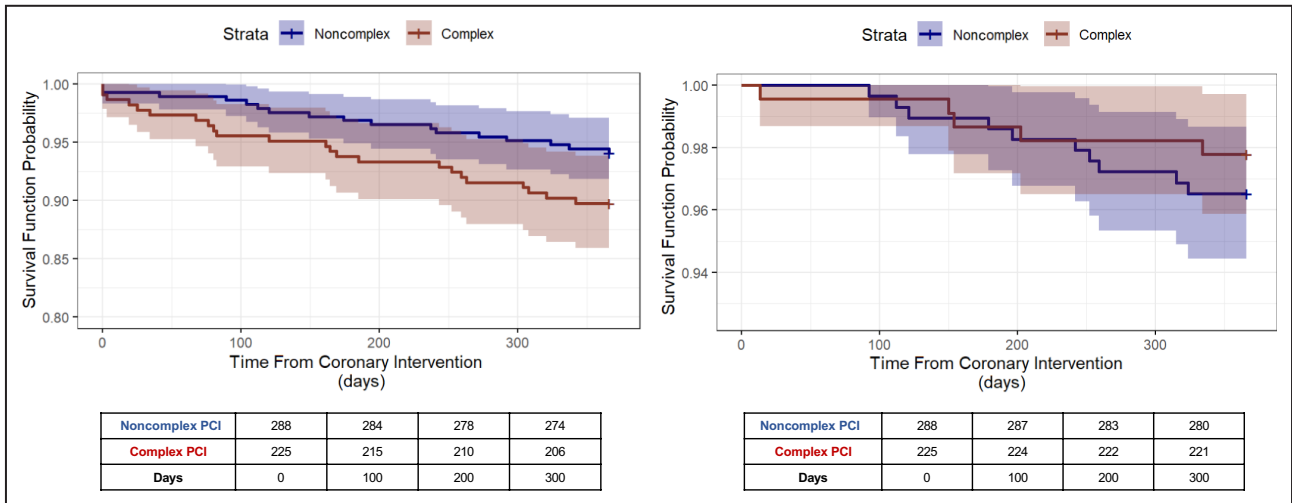 Strata Noncomplex Complex
Survival Function Probability
1.00
0.95
0.90
0.85
0.80
0 100 200 300
Time From Coronary Intervention
(days)
Noncomplex PCI 288 284 278 274
Complex PCI 225 215 210 206
Days 0 100 200 300
Strata Noncomplex Complex
Survival Function Probability
1.00
0.98
0.96
0.94
0 100 200 300
Time From Coronary Intervention
(days)
Noncomplex PCI 288 287 283 280
Complex PCI 225 224 222 221
Days 0 100 200 300